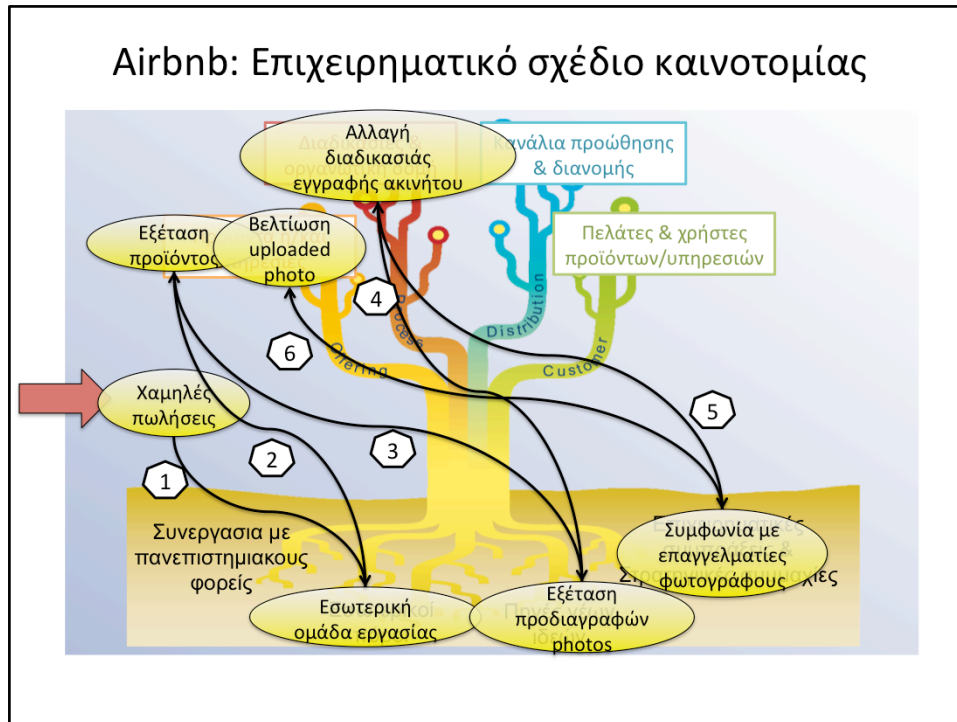 Airbnb: Επιχειρηματικό σχέδιο καινοτομίας
Αλλαγή
διαδικασιάς
εγγραφής ακινήτου
Κανάλια προώθησης
& διανομής
Εξέταση
προϊόντος
Βελτίωση
uploaded
photo
Πελάτες & χρήστες
προϊόντων/υπηρεσιών
4
Process
Distribution
6
Offering
Customer
Χαμηλές
πωλήσεις
5
3
2
1
Συνεργασια με
πανεπιστημιακους
φορείς
Συμφωνία με
επαγγελματίες
φωτογράφους
Εσωτερική
ομάδα εργασίας
Εξέταση
προδιαγραφών
photos